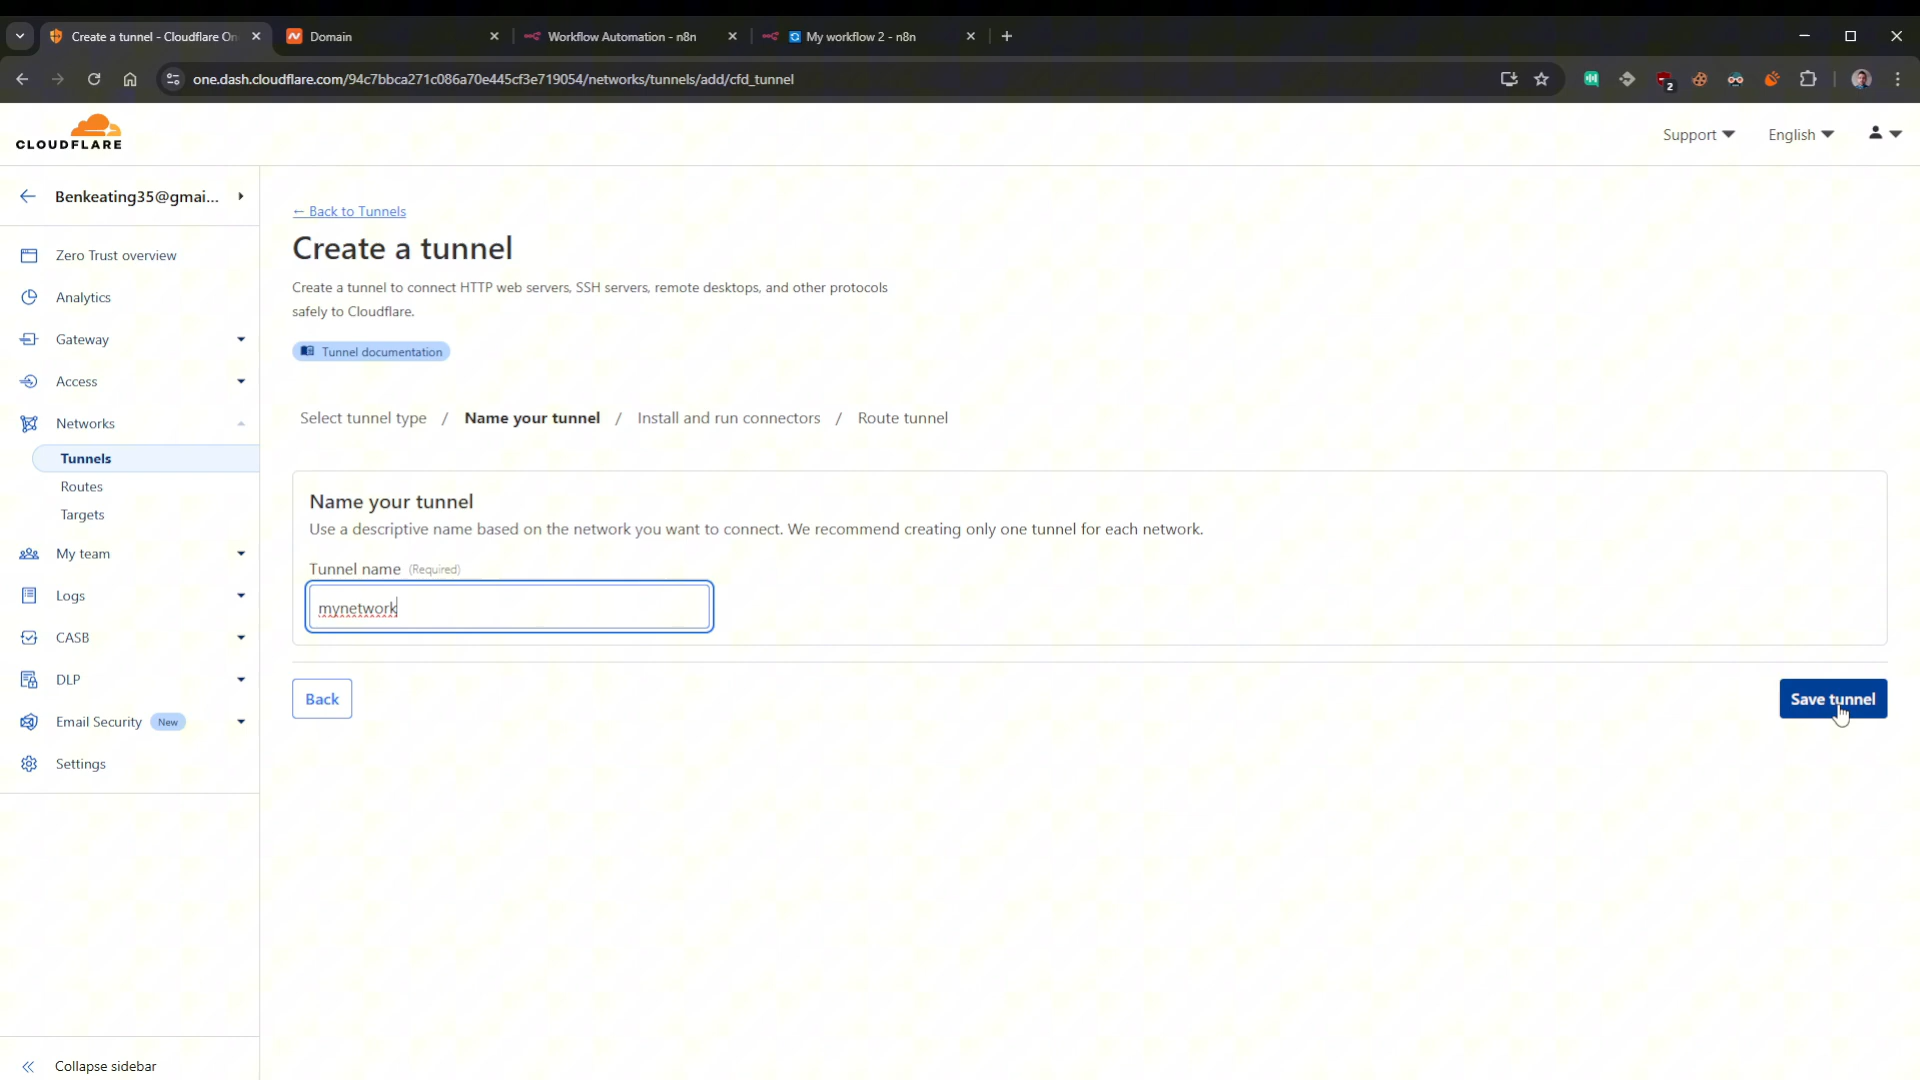 Create a tunnel - Cloudflare On
Domain
Workflow Automation - n8n
My workflow 2 - n8n
one.dash.cloudflare.com/94c7bbca271c086a70e445cf3e719054/networks/tunnels/add/cfd_tunnel
2
CLOUDFLARE
Support
English
Benkeating35@gmai...
Zero Trust overview
Analytics
Gateway
Access
Networks
Tunnels
Routes
Targets
My team
Logs
CASB
DLP
Email Security New
Settings
Collapse sidebar
← Back to Tunnels
Create a tunnel
Create a tunnel to connect HTTP web servers, SSH servers, remote desktops, and other protocols
safely to Cloudflare.
Tunnel documentation
Select tunnel type / Name your tunnel / Install and run connectors / Route tunnel
Name your tunnel
Use a descriptive name based on the network you want to connect. We recommend creating only one tunnel for each network.
Tunnel name (Required)
mynetwork
Back
Save tunnel